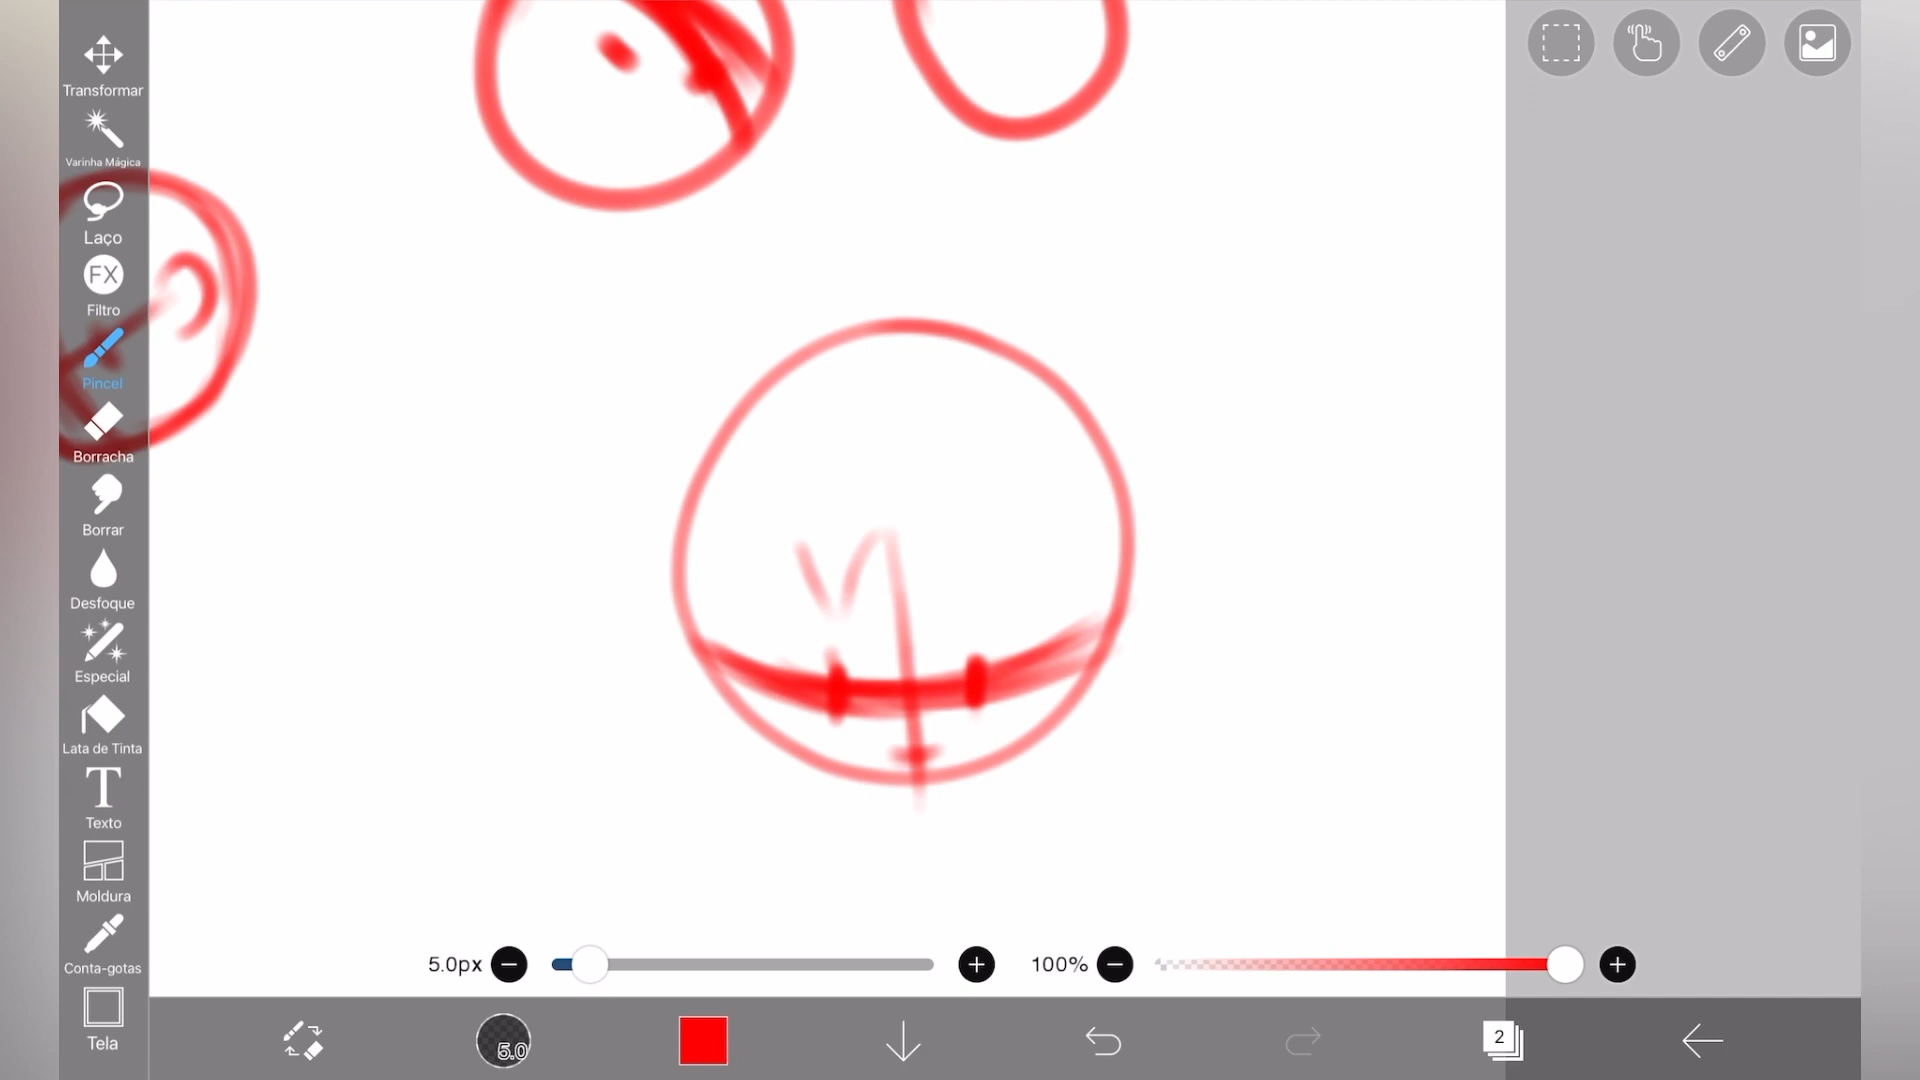 Transformar
Varinha Mágica
Laço
FX
Filtro
Pincel
Borracha
Borrar
Desfoque
Especial
Lata de Tinta
T
Texto
Moldura
Conta-gotas
Tela
5.0px
100%
5.0
2